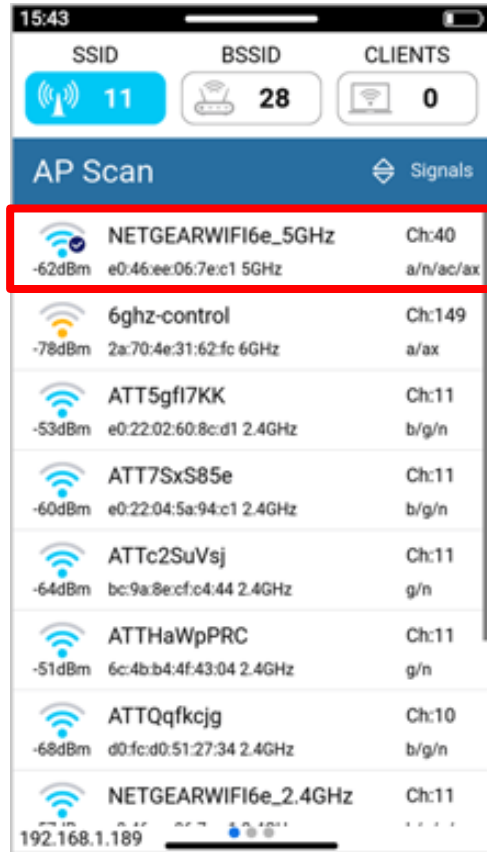 15:43
SSID BSSID CLIENTS
11 28 0
AP Scan Signals
NETGEARWIFI6e_5GHz Ch:40
-62dBm e0:46:ee:06:7e:c1 5GHz a/n/ac/ax
6ghz-control Ch:149
-78dBm 2a:70:4e:31:62:fc 6GHz a/ax
ATT5gfI7KK Ch:11
-53dBm e0:22:02:60:8c:d1 2.4GHz b/g/n
ATT7SxS85e Ch:11
-60dBm e0:22:04:5a:94:c1 2.4GHz b/g/n
ATTc2SuVsj Ch:11
-64dBm bc:9a:8e:cf:c4:44 2.4GHz g/n
ATTHaWpPRC Ch:11
-51dBm 6c:4b:b4:4f:43:04 2.4GHz g/n
ATTQqfkcjg Ch:10
-68dBm d0:fc:d0:51:27:34 2.4GHz b/g/n
NETGEARWIFI6e_2.4GHz Ch:11
192.168.1.189